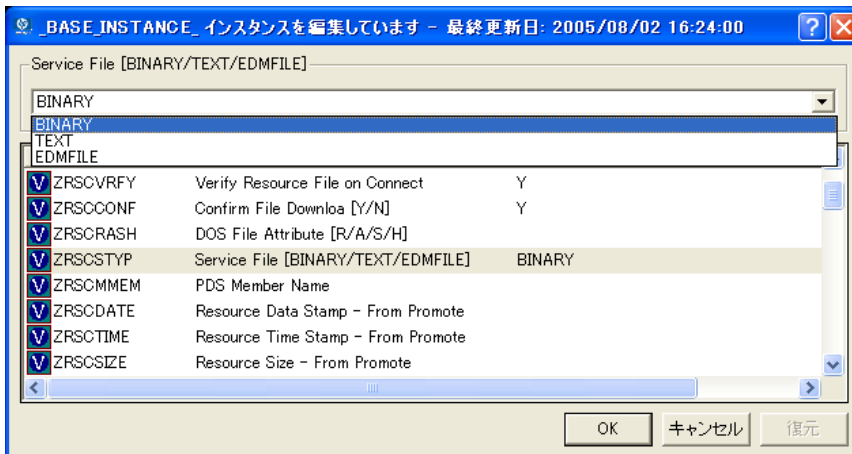 _BASE_INSTANCE_ インスタンスを編集しています - 最終更新日: 2005/08/02 16:24:00
Service File [BINARY/TEXT/EDMFILE]
BINARY
BINARY
TEXT
EDMFILE
V ZRSCVRFY Verify Resource File on Connect Y
V ZRSCCONF Confirm File Downloa [Y/N] Y
V ZRSCRASH DOS File Attribute [R/A/S/H]
V ZRSCSTYP Service File [BINARY/TEXT/EDMFILE] BINARY
V ZRSCMMEM PDS Member Name
V ZRSCDATE Resource Data Stamp - From Promote
V ZRSCTIME Resource Time Stamp - From Promote
V ZRSCSIZE Resource Size - From Promote
OK キャンセル 復元